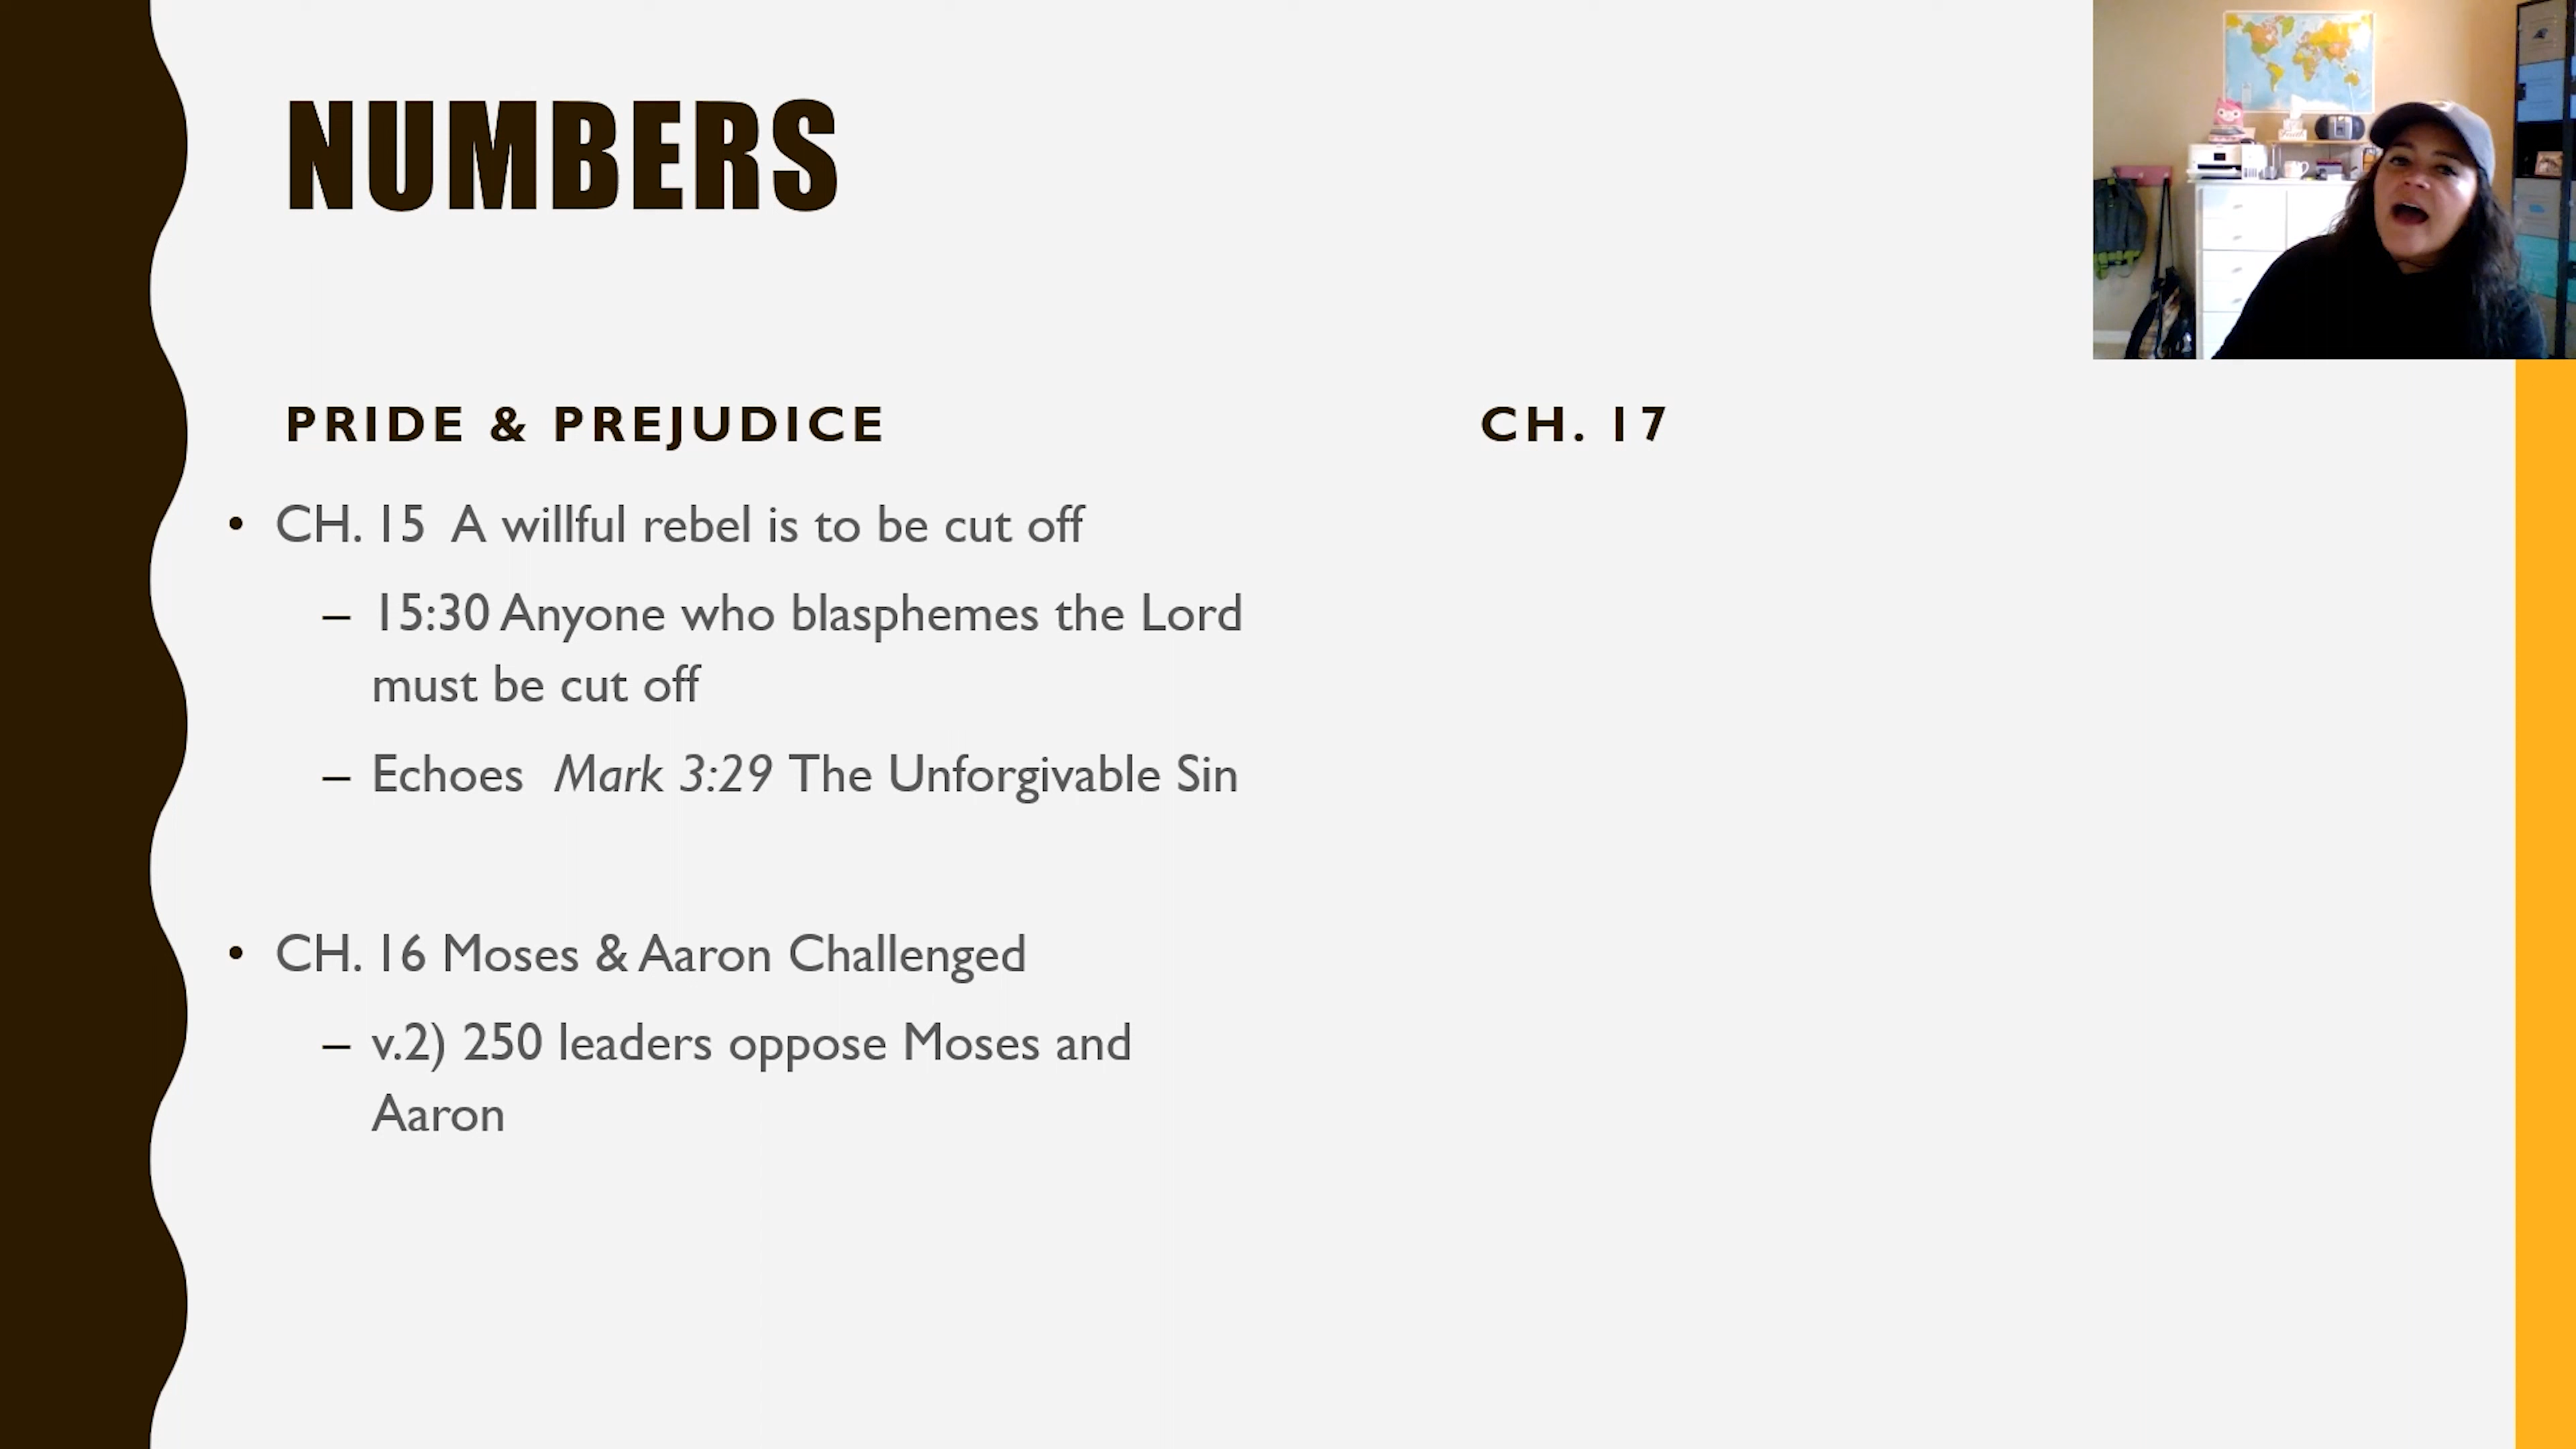 NUMBERS
PRIDE & PREJUDICE
• CH. 15 A willful rebel is to be cut off
– 15:30 Anyone who blasphemes the Lord
must be cut off
– Echoes Mark 3:29 The Unforgivable Sin
• CH. 16 Moses & Aaron Challenged
– v.2) 250 leaders oppose Moses and
Aaron
CH. 17